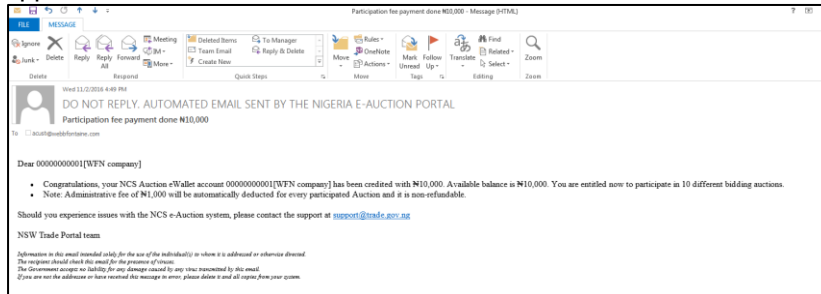 Participation fee payment done ₦10,000 - Message (HTML)
FILE MESSAGE
Ignore
Junk
Delete
Reply
Reply All
Forward
Meeting
IM
More
Deleted Items
Team Email
Create New
To Manager
Reply & Delete
Move
Rules
OneNote
Actions
Mark Unread
Follow Up
Translate
Find
Related
Select
Zoom
Delete Respond Quick Steps Move Tags Editing Zoom
Wed 11/2/2016 4:49 PM
DO NOT REPLY. AUTOMATED EMAIL SENT BY THE NIGERIA E-AUCTION PORTAL
Participation fee payment done ₦10,000
To
Dear 00000000001[WFN company]
• Congratulations, your NCS Auction eWallet account 00000000001[WFN company] has been credited with ₦10,000. Available balance is ₦10,000. You are entitled now to participate in 10 different bidding auctions.
• Note: Administrative fee of ₦1,000 will be automatically deducted for every participated Auction and it is non-refundable.
Should you experience issues with the NCS e-Auction system, please contact the support at support@trade.gov.ng
NSW Trade Portal team
Information in this email intended solely for the use of the individual(s) to whom it is addressed or otherwise directed.
The recipient should check this email for the presence of viruses.
The Government accepts no liability for any damage caused by any virus transmitted by this email.
If you are not the addressee or have received this message in error, please delete it and all copies from your system.